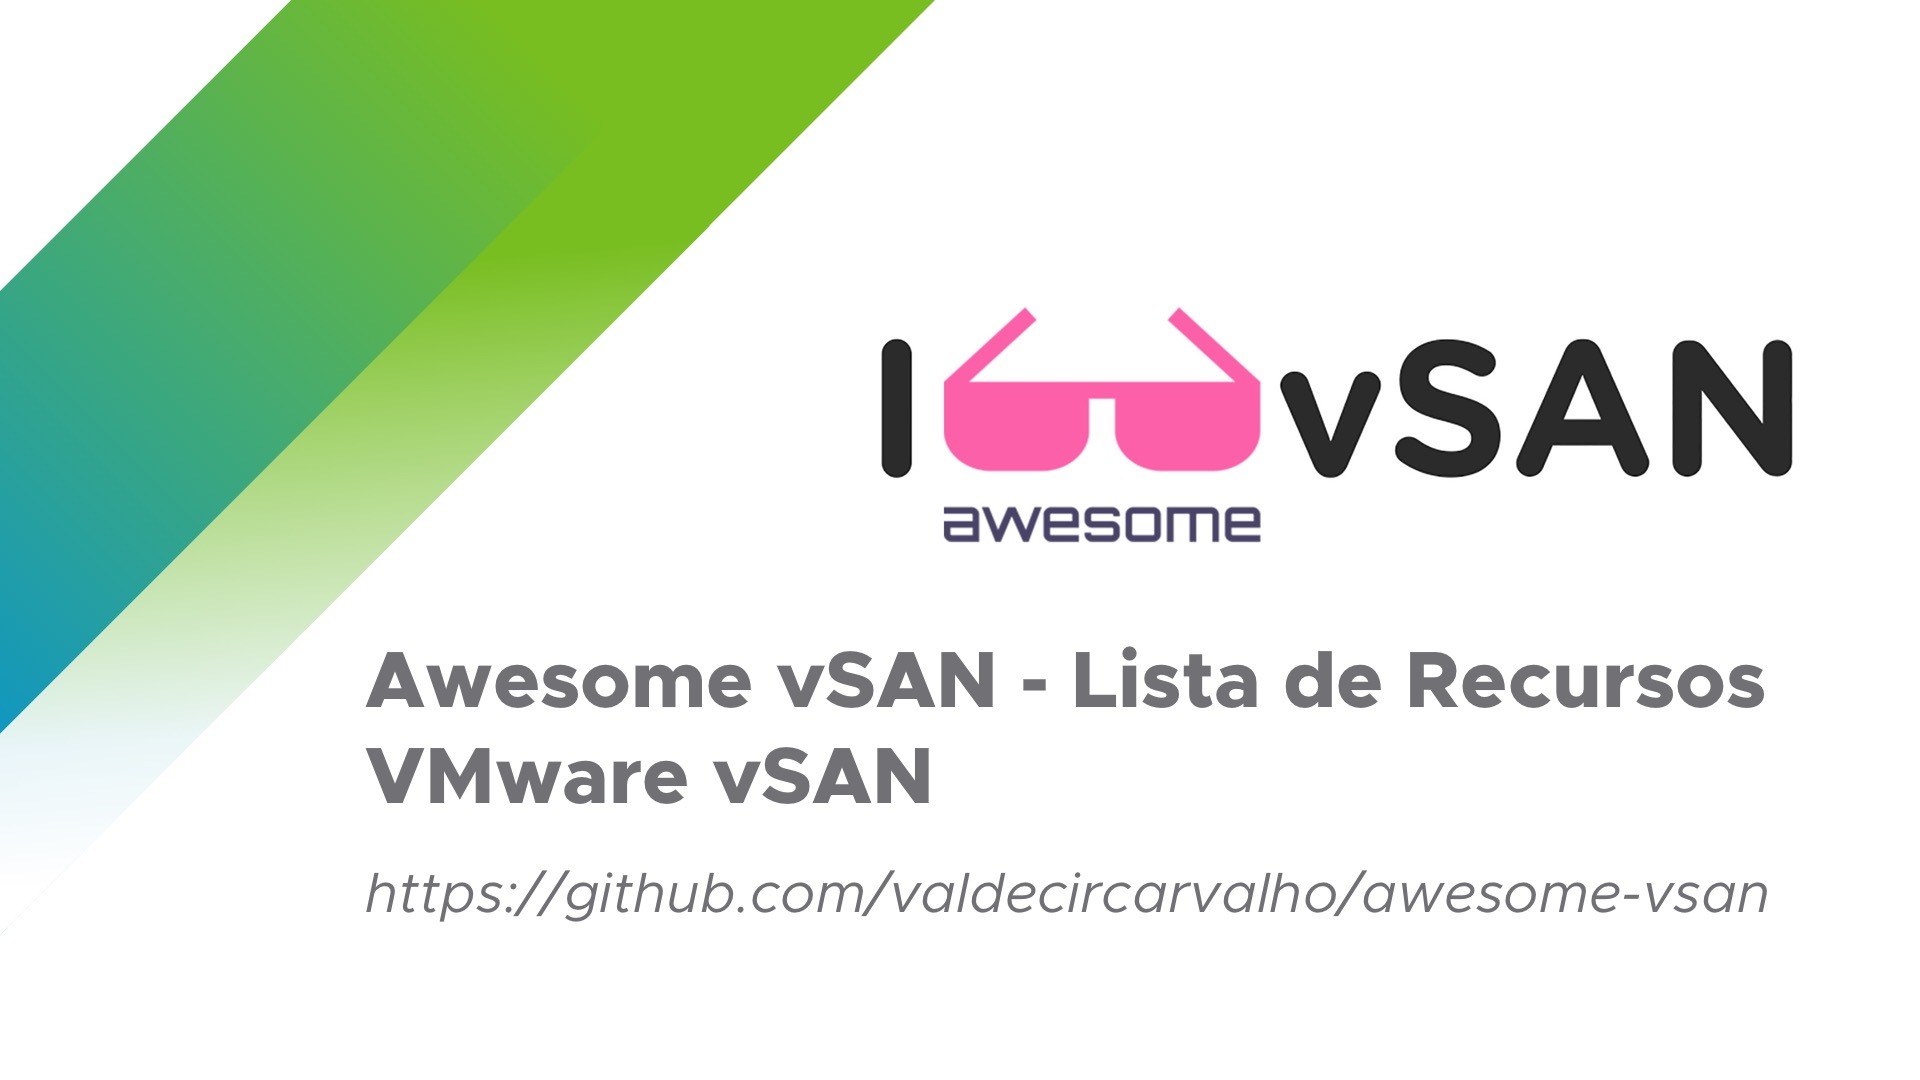 I vSAN
awesome
Awesome vSAN - Lista de Recursos
VMware vSAN
https://github.com/valdecircarvalho/awesome-vsan